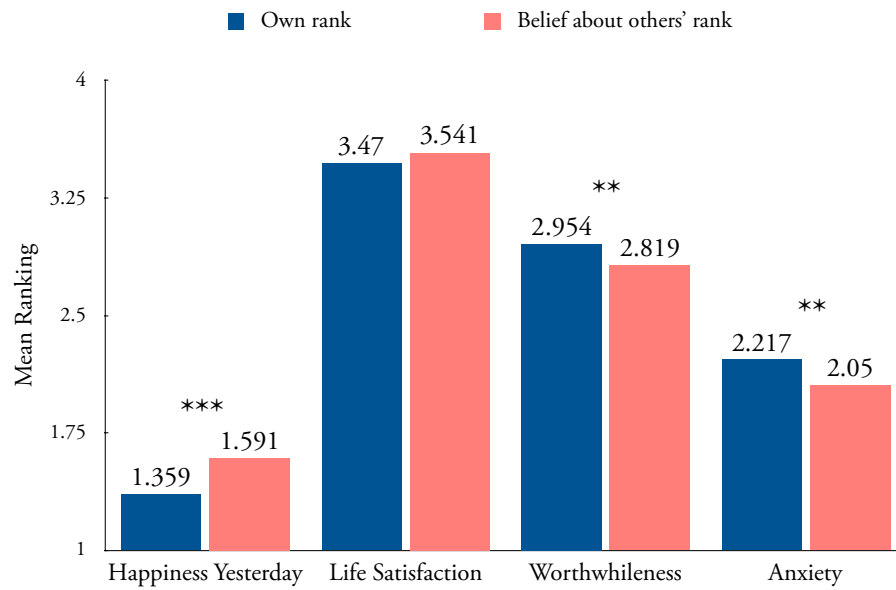 Own rank
Belief about others’ rank
4
3.25
2.5
1.75
1
Mean Ranking
3.47
3.541
**
2.954
2.819
**
2.217
2.05
***
1.591
1.359
Happiness Yesterday
Life Satisfaction
Worthwhileness
Anxiety